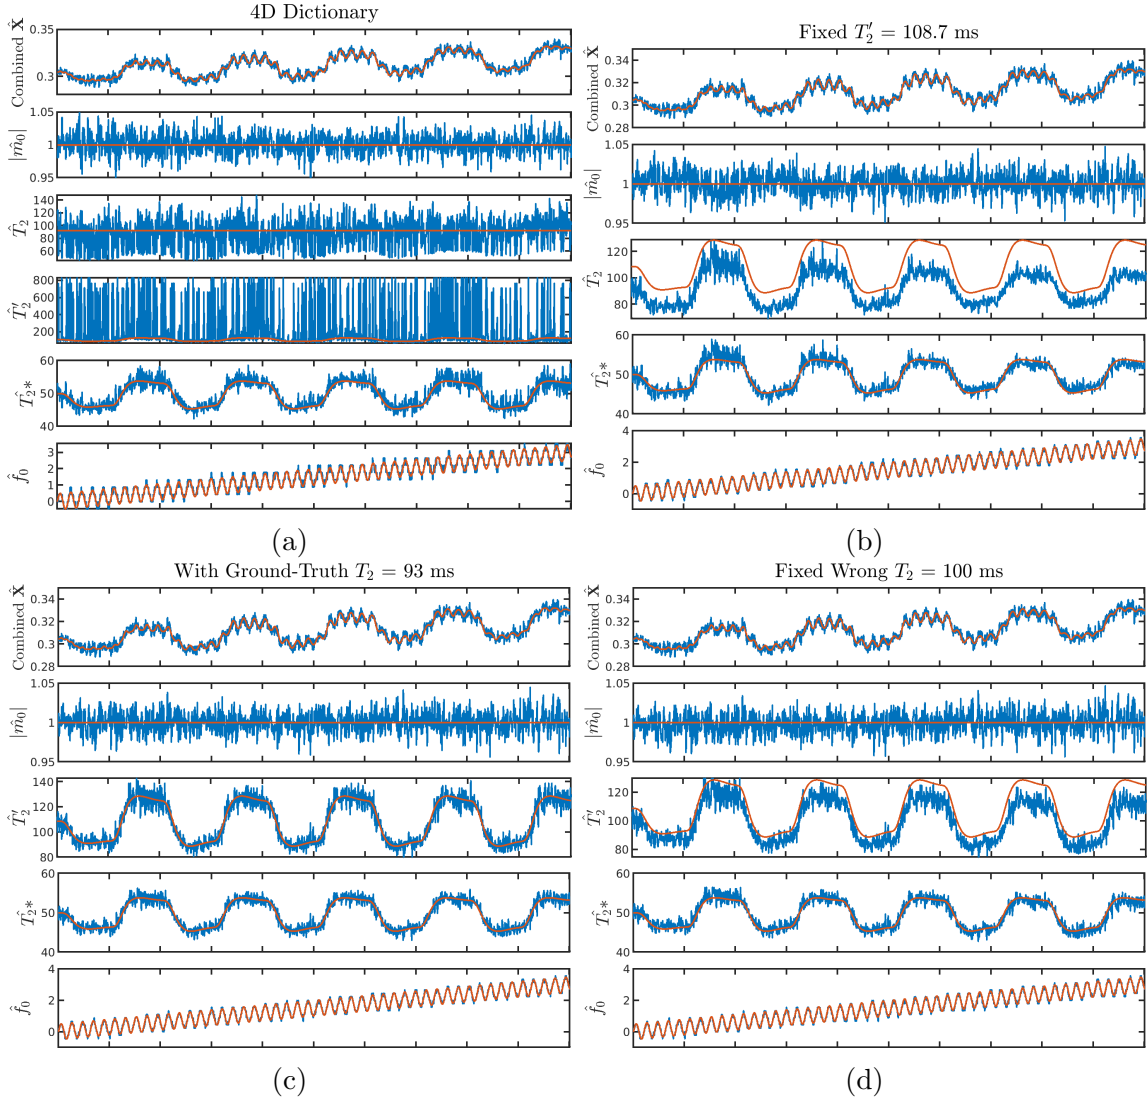 4D Dictionary
Combined X̂
0.35
0.3
|m̂₀|
1.05
1
0.95
T̂₂
140
120
100
80
60
T̂₂′
800
600
400
200
T̂₂*
60
50
40
f̂₀
3
2
1
0
(a)
Fixed T₂′ = 108.7 ms
Combined X̂
0.34
0.32
0.3
0.28
|m̂₀|
1.05
1
0.95
T̂₂
120
100
80
T̂₂*
60
50
40
f̂₀
4
2
0
(b)
With Ground-Truth T₂ = 93 ms
Combined X̂
0.34
0.32
0.3
0.28
|m̂₀|
1.05
1
0.95
T̂₂′
140
120
100
80
T̂₂*
60
50
40
f̂₀
4
2
0
(c)
Fixed Wrong T₂ = 100 ms
Combined X̂
0.34
0.32
0.3
0.28
|m̂₀|
1.05
1
0.95
T̂₂′
120
100
80
T̂₂*
60
50
40
f̂₀
4
2
0
(d)